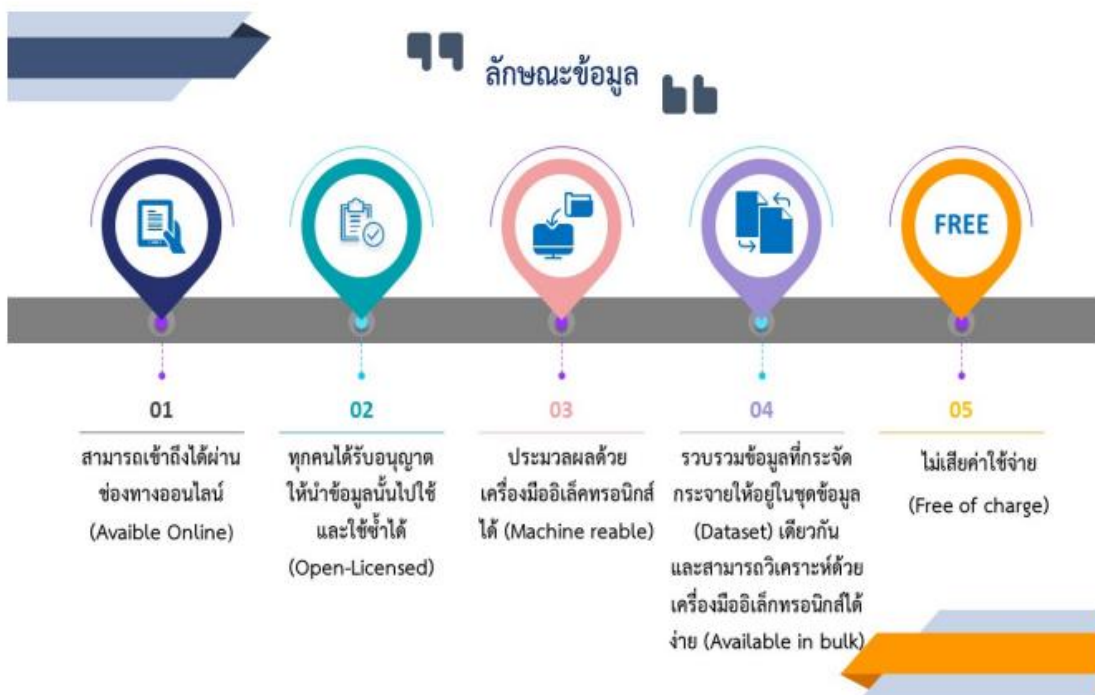 ลักษณะข้อมูล
FREE
01
สามารถเข้าถึงได้ผ่าน
ช่องทางออนไลน์
(Avaible Online)
02
ทุกคนได้รับอนุญาต
ให้นำข้อมูลนั้นไปใช้
และใช้ซ้ำได้
(Open-Licensed)
03
ประมวลผลด้วย
เครื่องมืออิเล็คทรอนิกส์
ได้ (Machine reable)
04
รวบรวมข้อมูลที่กระจัด
กระจายให้อยู่ในชุดข้อมูล
(Dataset) เดียวกัน
และสามารถวิเคราะห์ด้วย
เครื่องมืออิเล็กทรอนิกส์ได้
ง่าย (Available in bulk)
05
ไม่เสียค่าใช้จ่าย
(Free of charge)